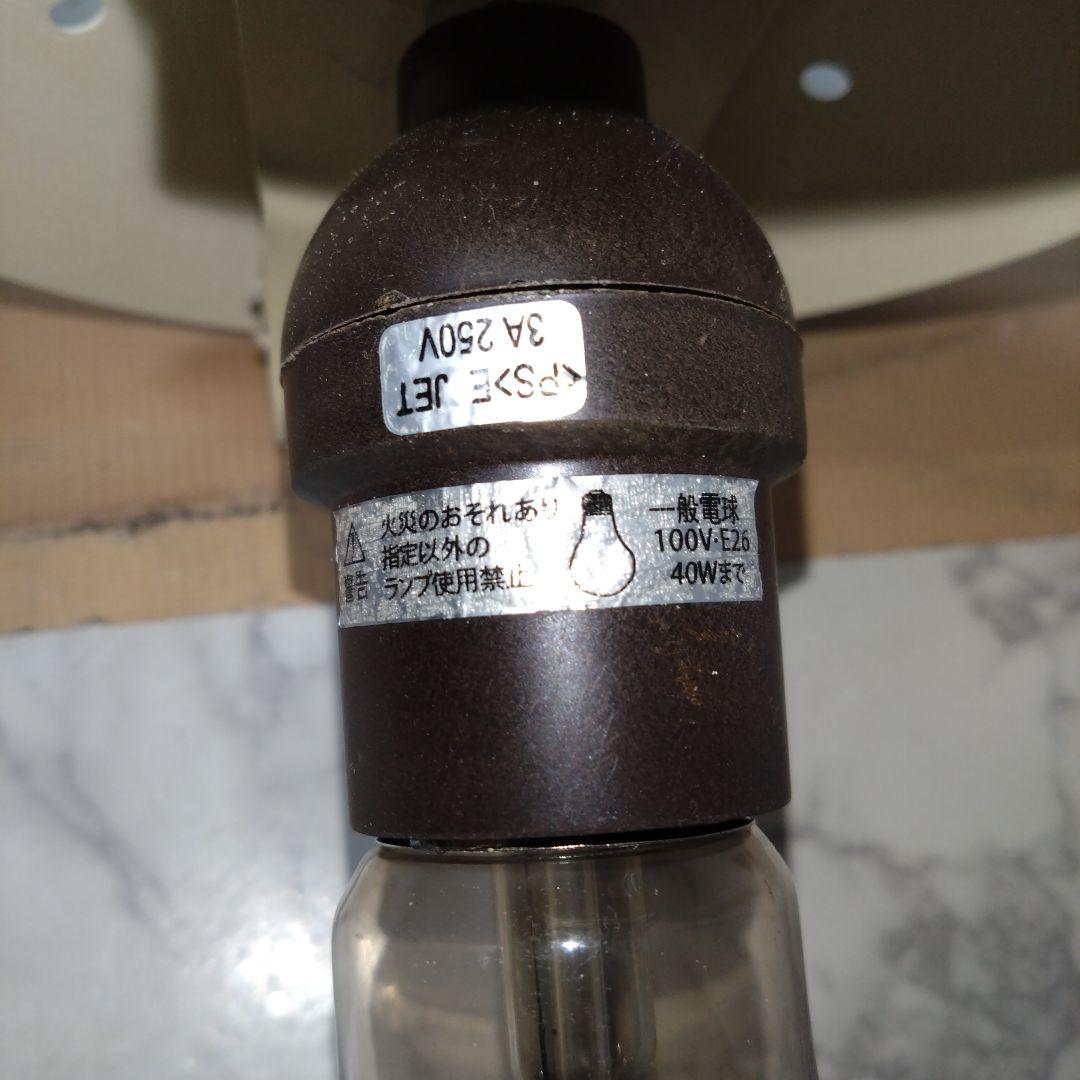 3A 250V
<PS>E JET
火災のおそれあり
指定以外の
ランプ使用禁止
警告
一般電球
100V·E26
40Wまで